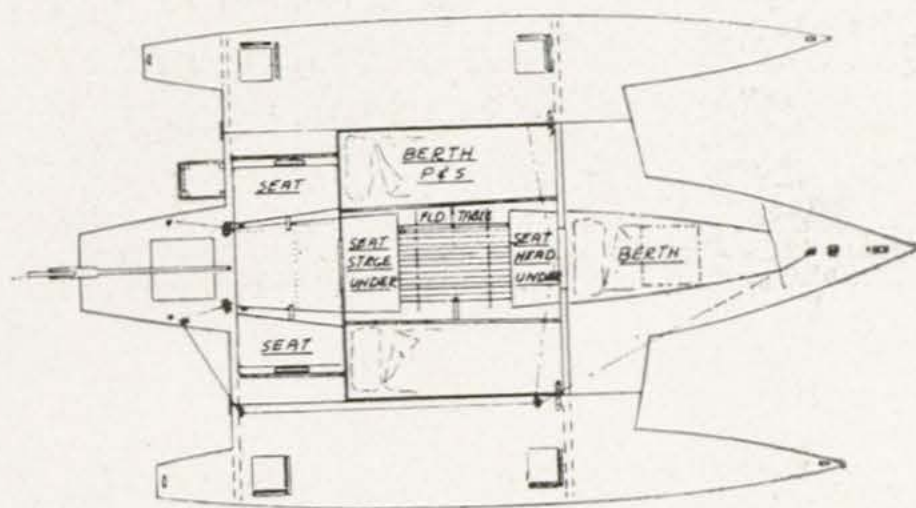 BERTH
P & S
SEAT
FLD TABLE
SEAT
STRGE
UNDER
SEAT
HEAD
UNDER
BERTH
SEAT